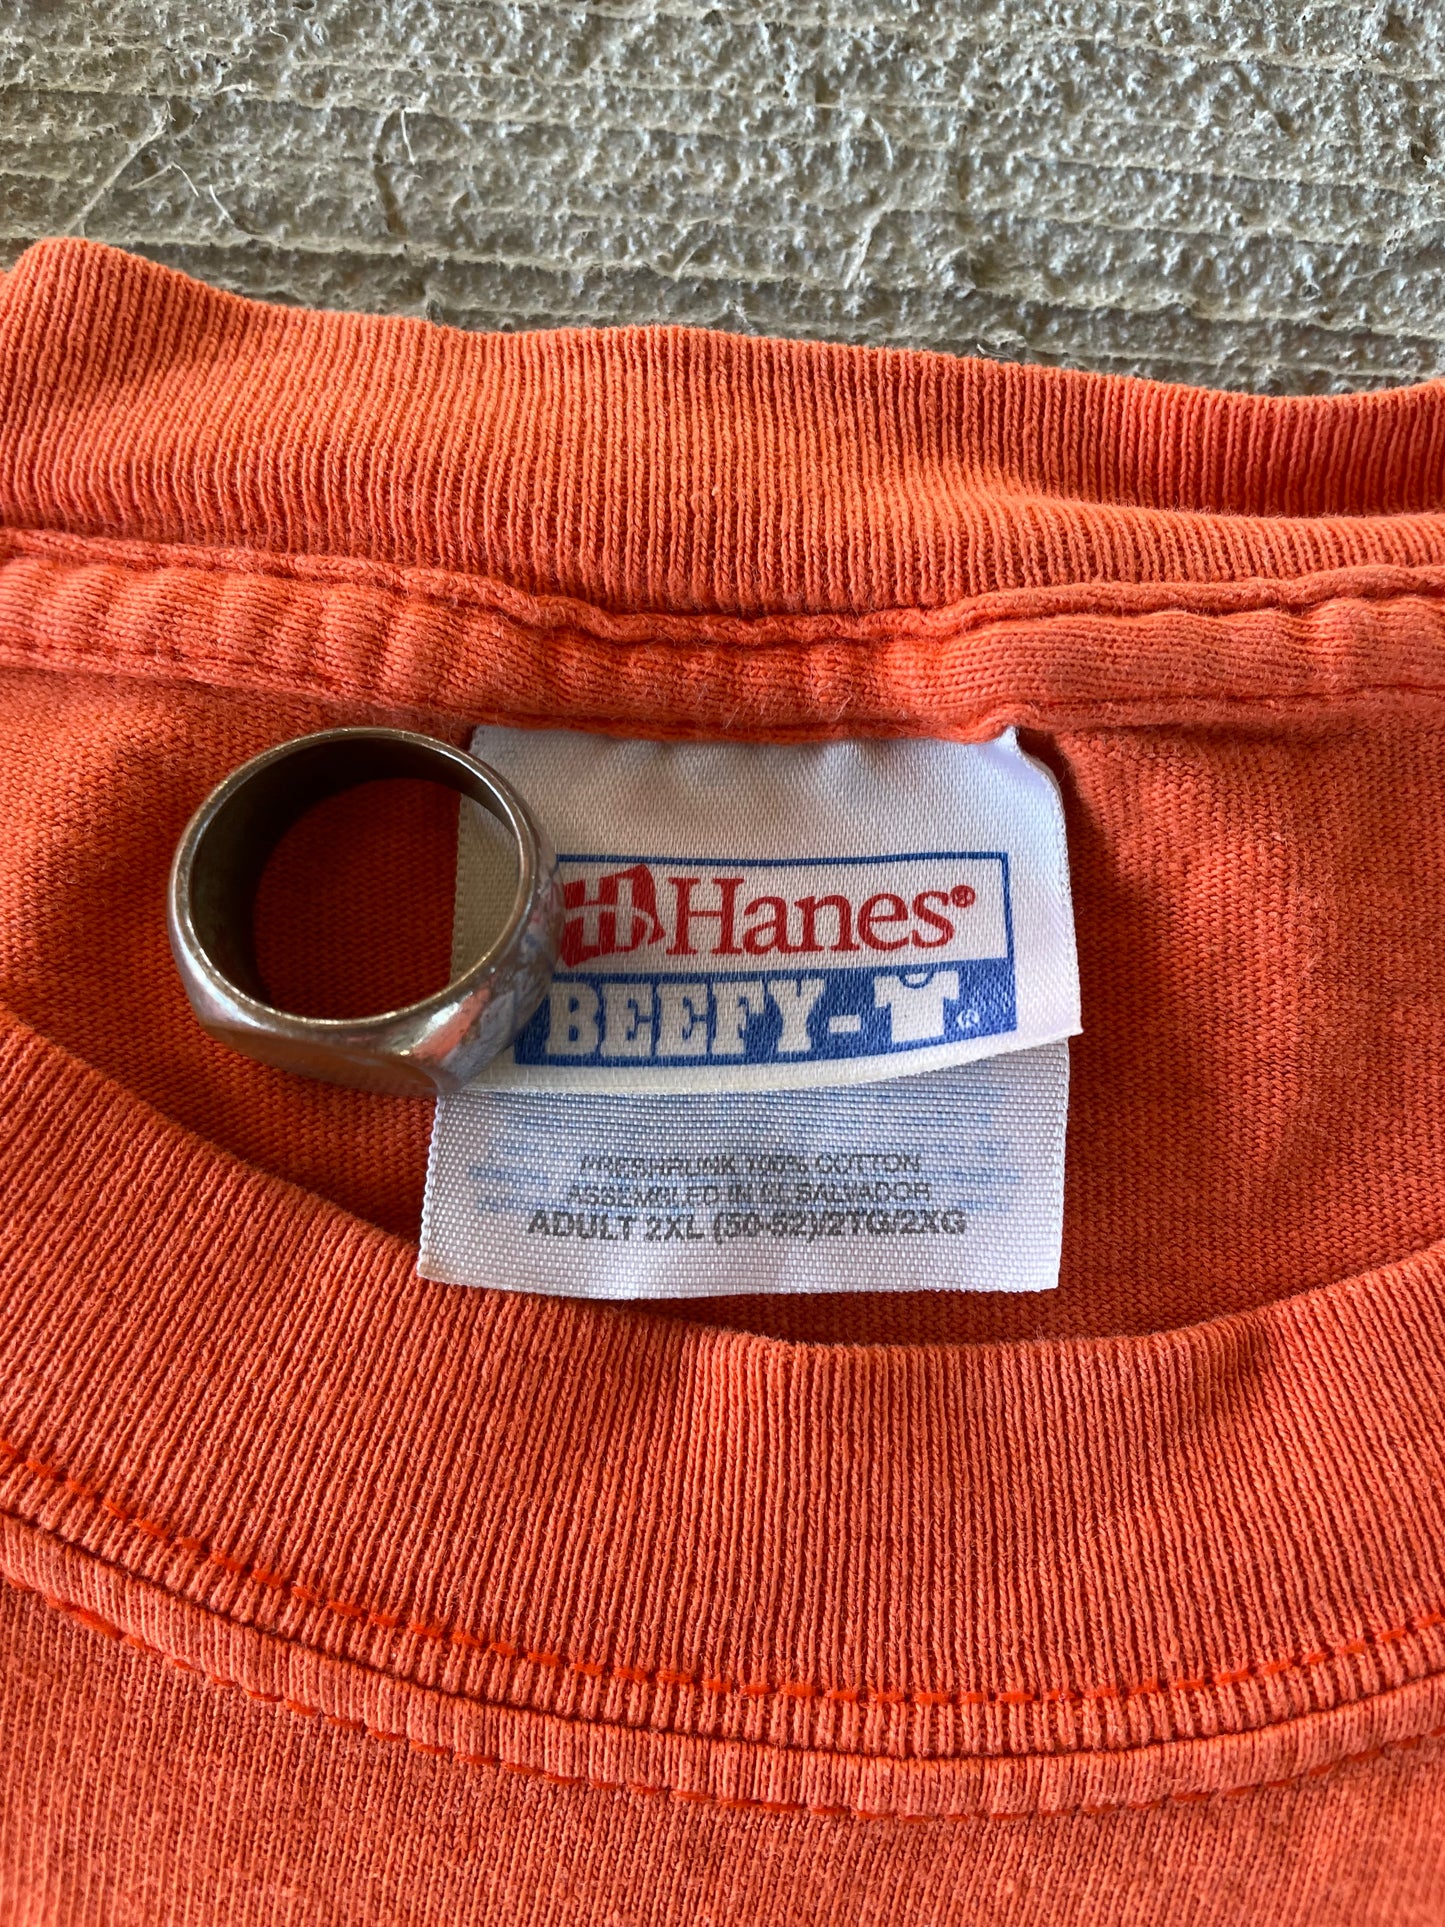 Hanes®
BEEFY-T®
PRESHRUNK 100% COTTON
ASSEMBLED IN EL SALVADOR
ADULT 2XL (50-52)/2TG/2XG